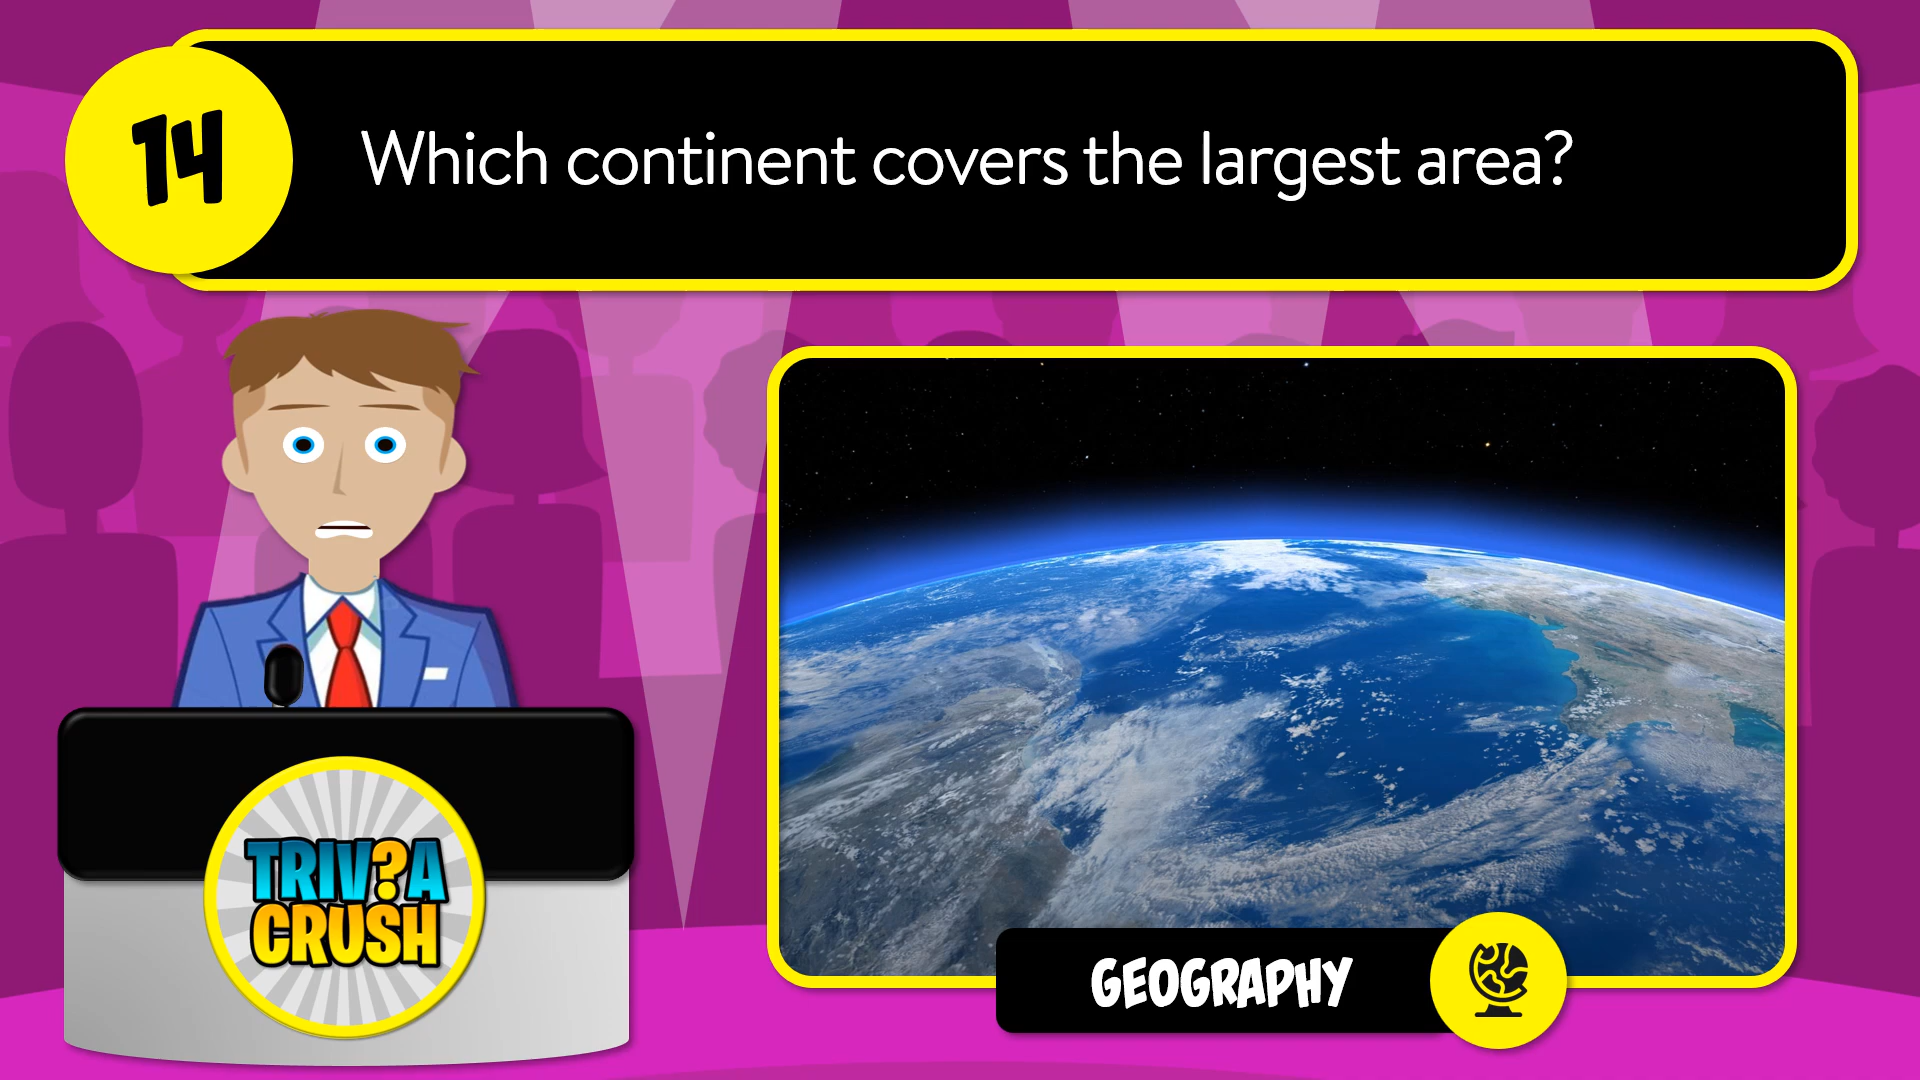 14
Which continent covers the largest area?
TRIV?A
CRUSH
GEOGRAPHY